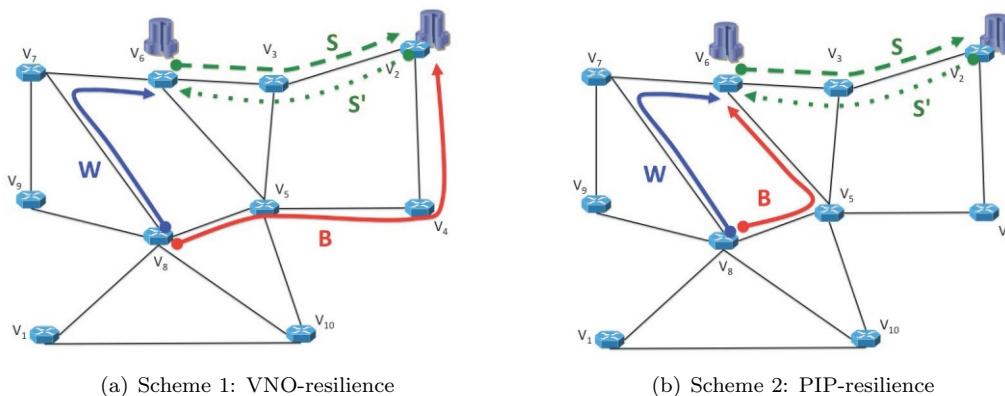 V₆
V₃
S
V₂
V₇
S'
W
V₉
V₅
V₄
B
V₈
V₁
V₁₀
(a) Scheme 1: VNO-resilience
V₆
V₃
S
V₂
V₇
S'
W
V₉
B
V₅
V
V₈
V₁
V₁₀
(b) Scheme 2: PIP-resilience